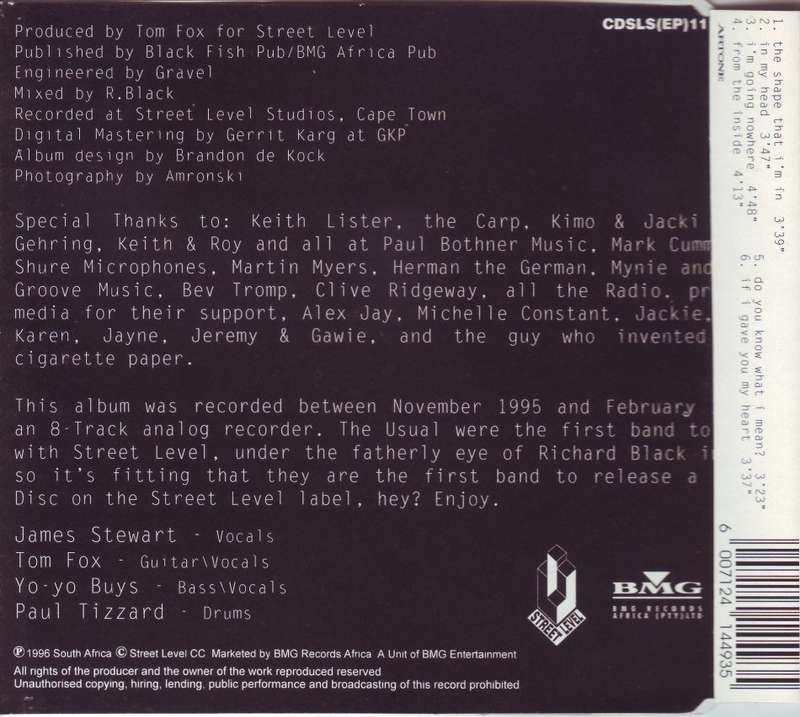 Produced by Tom Fox for Street Level
Published by Black Fish Pub/BMG Africa Pub
Engineered by Gravel
Mixed by R.Black
Recorded at Street Level Studios, Cape Town
Digital Mastering by Gerrit Karg at GKP
Album design by Brandon de Kock
Photography by Amronski
Special Thanks to: Keith Lister, the Carp, Kimo & Jacki
Gehring, Keith & Roy and all at Paul Bothner Music, Mark Cumm
Shure Microphones, Martin Myers, Herman the German, Mynie and
Groove Music, Bev Tromp, Clive Ridgeway, all the Radio, pr
media for their support, Alex Jay, Michelle Constant, Jackie,
Karen, Jayne, Jeremy & Gawie, and the guy who invented
cigarette paper.
This album was recorded between November 1995 and February
an 8-Track analog recorder. The Usual were the first band to
with Street Level, under the fatherly eye of Richard Black i
so it's fitting that they are the first band to release a
Disc on the Street Level label, hey? Enjoy.
James Stewart - Vocals
Tom Fox - Guitar\Vocals
Yo-yo Buys - Bass\Vocals
Paul Tizzard - Drums
STREET LEVEL
BMG
BMG RECORDS
AFRICA (PTY)LTD
℗ 1996 South Africa © Street Level CC Marketed by BMG Records Africa A Unit of BMG Entertainment
All rights of the producer and the owner of the work reproduced reserved
Unauthorised copying, hiring, lending, public performance and broadcasting of this record prohibited
CDSLS(EP)11
1. the shape that i'm in 3'39"
2. in my head 3'47"
3. i'm going nowhere 4'48"
4. from the inside 4'13"
5. do you know what i mean? 3'23"
6. if i gave you my heart 3'37"
ARTONE
6 007124 144935